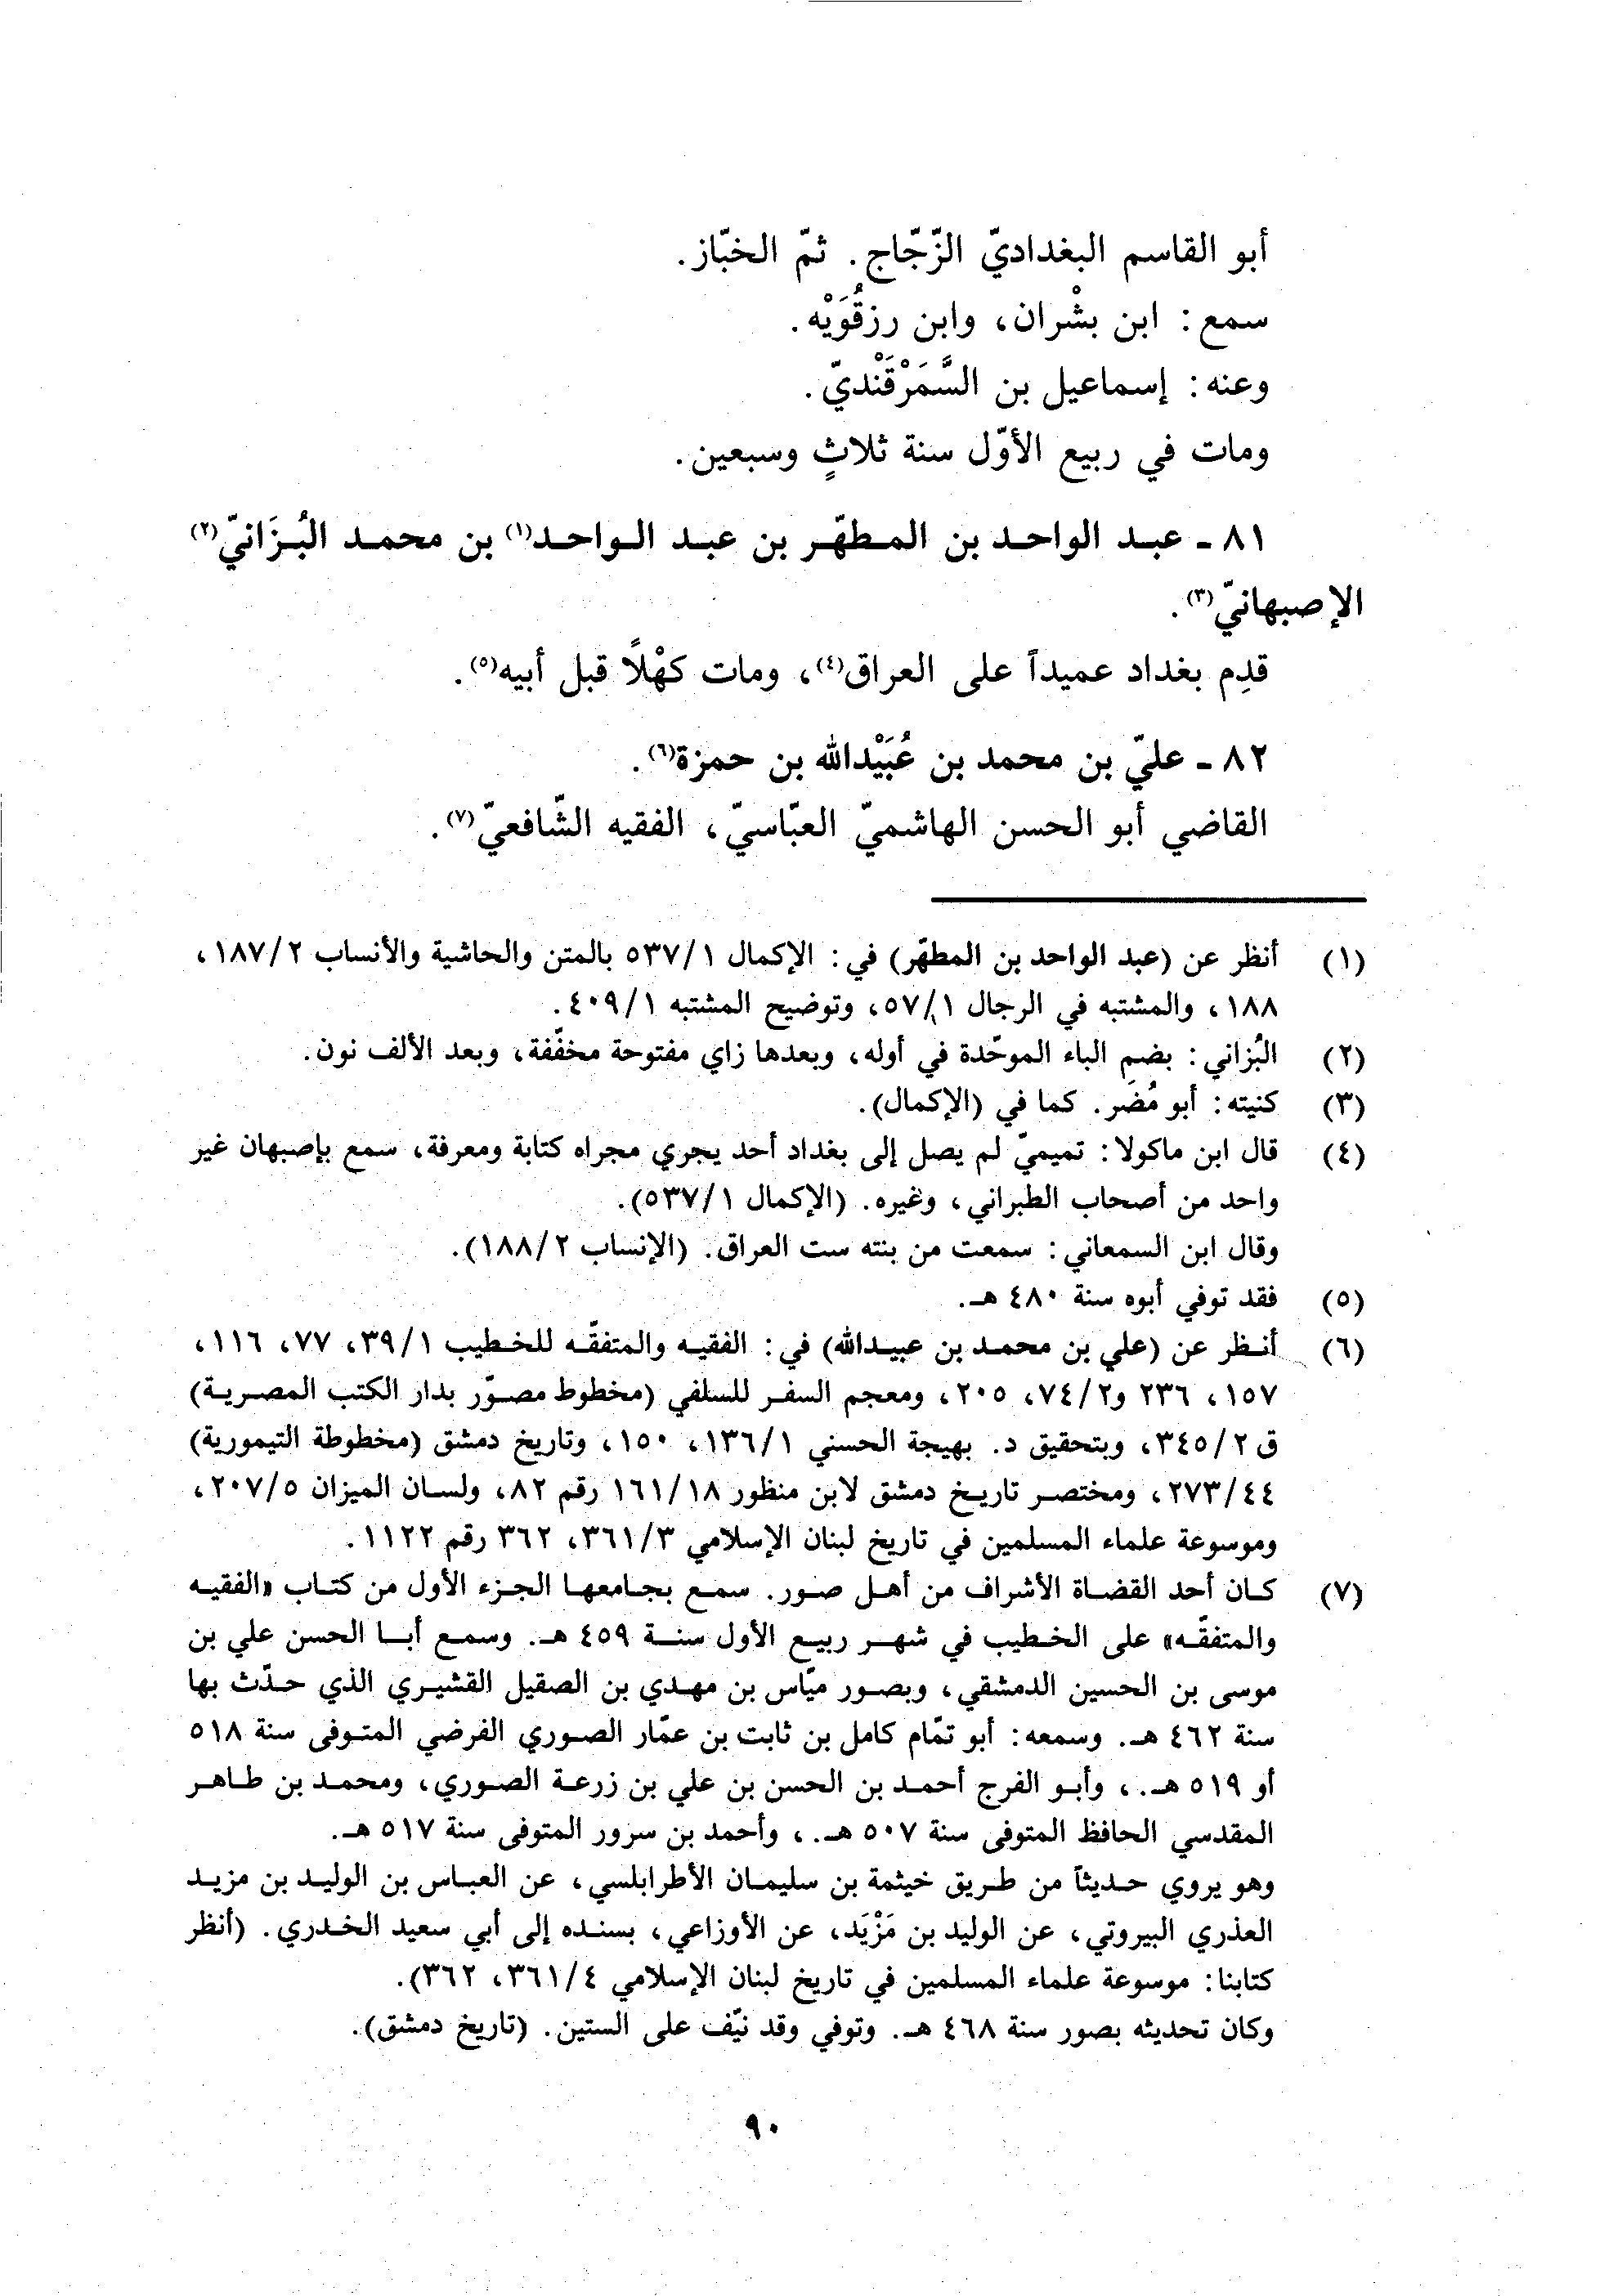 أبو القاسم البغداديّ الزّجّاج. ثمّ الخبّاز.
سمع: ابن بشْران، وابن رزقُوَيْه.
وعنه: إسماعيل بن السَّمَرْقَنْديّ.
ومات في ربيع الأوّل سنة ثلاثٍ وسبعين.
٨١ ـ عبد الواحد بن المطهّر بن عبد الواحد(١) بن محمد البُزَانيّ(٢)
الإصبهانيّ(٣).
قدِم بغداد عميداً على العراق(٤)، ومات كهْلاً قبل أبيه(٥).
٨٢ ـ عليّ بن محمد بن عُبَيْدالله بن حمزة(٦).
القاضي أبو الحسن الهاشميّ العبّاسيّ، الفقيه الشّافعيّ(٧).
(١) أنظر عن (عبد الواحد بن المطهّر) في: الإكمال ٥٣٧/١ بالمتن والحاشية والأنساب ١٨٧/٢،
١٨٨، والمشتبه في الرجال ٥٧/١، وتوضيح المشتبه ٤٠٩/١.
(٢) البُزاني: بضم الباء الموحّدة في أوله، وبعدها زاي مفتوحة مخفّفة، وبعد الألف نون.
(٣) كنيته: أبو مُضَر. كما في (الإكمال).
(٤) قال ابن ماكولا: تميميّ لم يصل إلى بغداد أحد يجري مجراه كتابة ومعرفة، سمع بإصبهان غير
واحد من أصحاب الطبراني، وغيره. (الإكمال ٥٣٧/١).
وقال ابن السمعاني: سمعت من بنته ست العراق. (الإنساب ١٨٨/٢).
(٥) فقد توفي أبوه سنة ٤٨٠ هـ.
(٦) أنظر عن (علي بن محمد بن عبيدالله) في: الفقيه والمتفقّه للخطيب ٣٩/١، ٧٧، ١١٦،
١٥٧، ٢٣٦ و٧٤/٢، ٢٠٥، ومعجم السفر للسلفي (مخطوط مصوّر بدار الكتب المصرية)
ق ٣٤٥/٢، وبتحقيق د. بهيجة الحسني ١٣٦/١، ١٥٠، وتاريخ دمشق (مخطوطة التيمورية)
٢٧٣/٤٤، ومختصر تاريخ دمشق لابن منظور ١٦١/١٨ رقم ٨٢، ولسان الميزان ٢٠٧/٥،
وموسوعة علماء المسلمين في تاريخ لبنان الإسلامي ٣٦١/٣، ٣٦٢ رقم ١١٢٢.
(٧) كان أحد القضاة الأشراف من أهل صور. سمع بجامعها الجزء الأول من كتاب «الفقيه
والمتفقّه» على الخطيب في شهر ربيع الأول سنة ٤٥٩ هـ. وسمع أبا الحسن علي بن
موسى بن الحسين الدمشقي، وبصور ميّاس بن مهدي بن الصقيل القشيري الذي حدّث بها
سنة ٤٦٢ هـ. وسمعه: أبو تمّام كامل بن ثابت بن عمّار الصوري الفرضي المتوفى سنة ٥١٨
أو ٥١٩ هـ.، وأبو الفرج أحمد بن الحسن بن علي بن زرعة الصوري، ومحمد بن طاهر
المقدسي الحافظ المتوفى سنة ٥٠٧ هـ.، وأحمد بن سرور المتوفى سنة ٥١٧ هـ.
وهو يروي حديثاً من طريق خيثمة بن سليمان الأطرابلسي، عن العباس بن الوليد بن مزيد
العذري البيروتي، عن الوليد بن مَزْيَد، عن الأوزاعي، بسنده إلى أبي سعيد الخدري. (أنظر
كتابنا: موسوعة علماء المسلمين في تاريخ لبنان الإسلامي ٣٦١/٤، ٣٦٢).
وكان تحديثه بصور سنة ٤٦٨ هـ. وتوفي وقد نيّف على الستين. (تاريخ دمشق).
٩٠